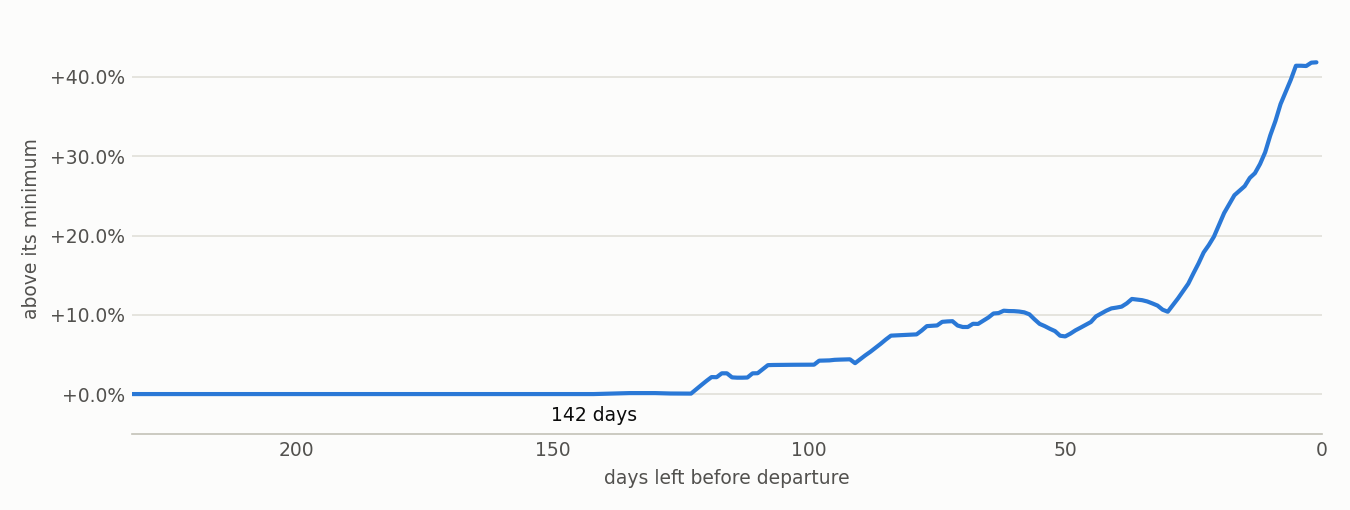 +40.0%
+30.0%
+20.0%
+10.0%
+0.0%
above its minimum
142 days
200 150 100 50 0
days left before departure